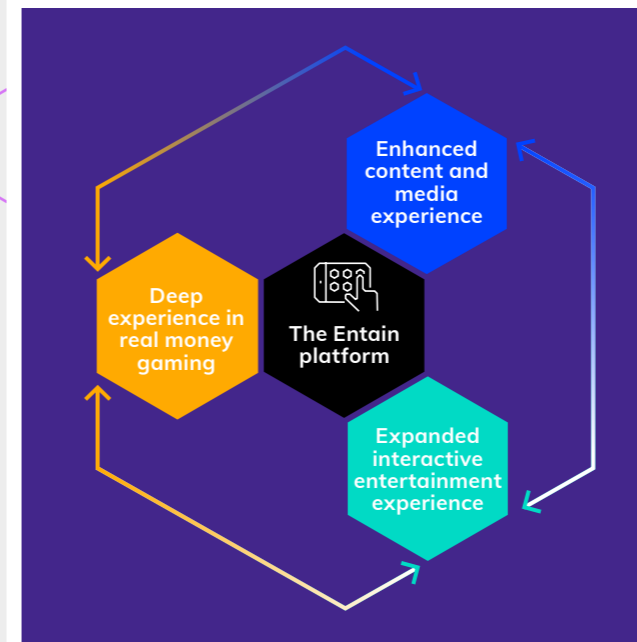 Enhanced
content and
media
experience
Deep
experience in
real money
gaming
The Entain
platform
Expanded
interactive
entertainment
experience